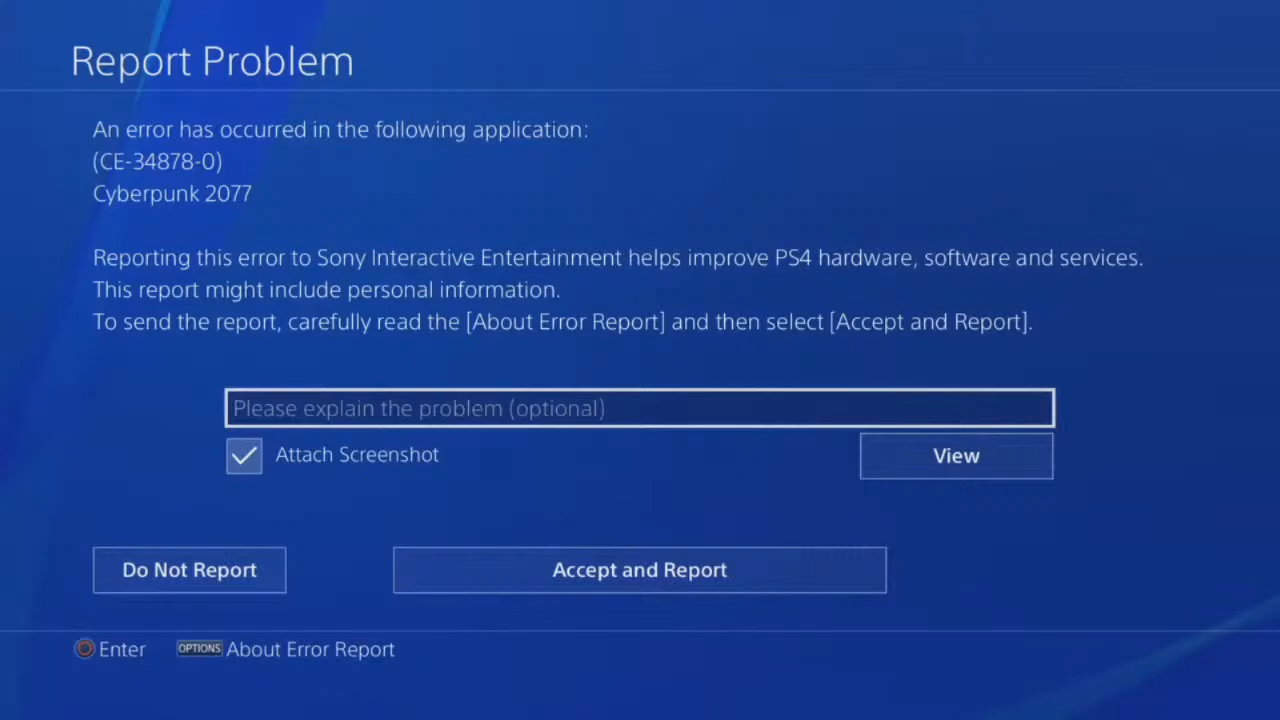 Report Problem
An error has occurred in the following application:
(CE-34878-0)
Cyberpunk 2077
Reporting this error to Sony Interactive Entertainment helps improve PS4 hardware, software and services.
This report might include personal information.
To send the report, carefully read the [About Error Report] and then select [Accept and Report].
Please explain the problem (optional)
Attach Screenshot
View
Do Not Report
Accept and Report
Enter
OPTIONS About Error Report